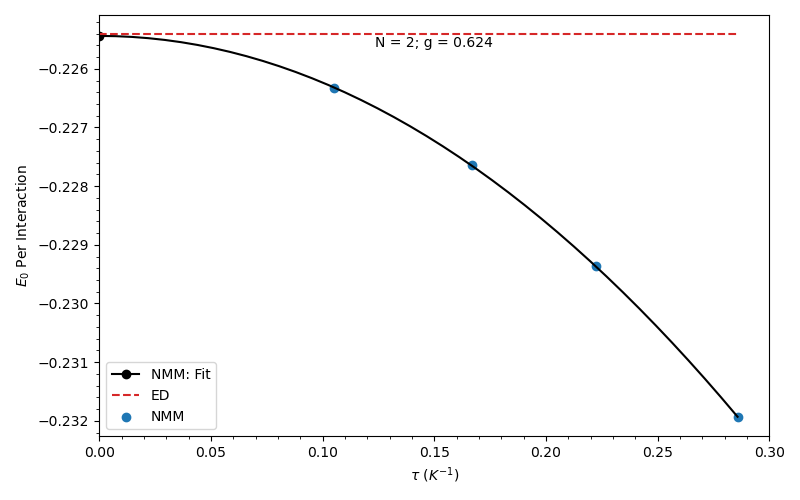 N = 2; g = 0.624
−0.226
−0.227
−0.228
−0.229
−0.230
−0.231
−0.232
E₀ Per Interaction
NMM: Fit
ED
NMM
0.00 0.05 0.10 0.15 0.20 0.25 0.30
τ (K⁻¹)